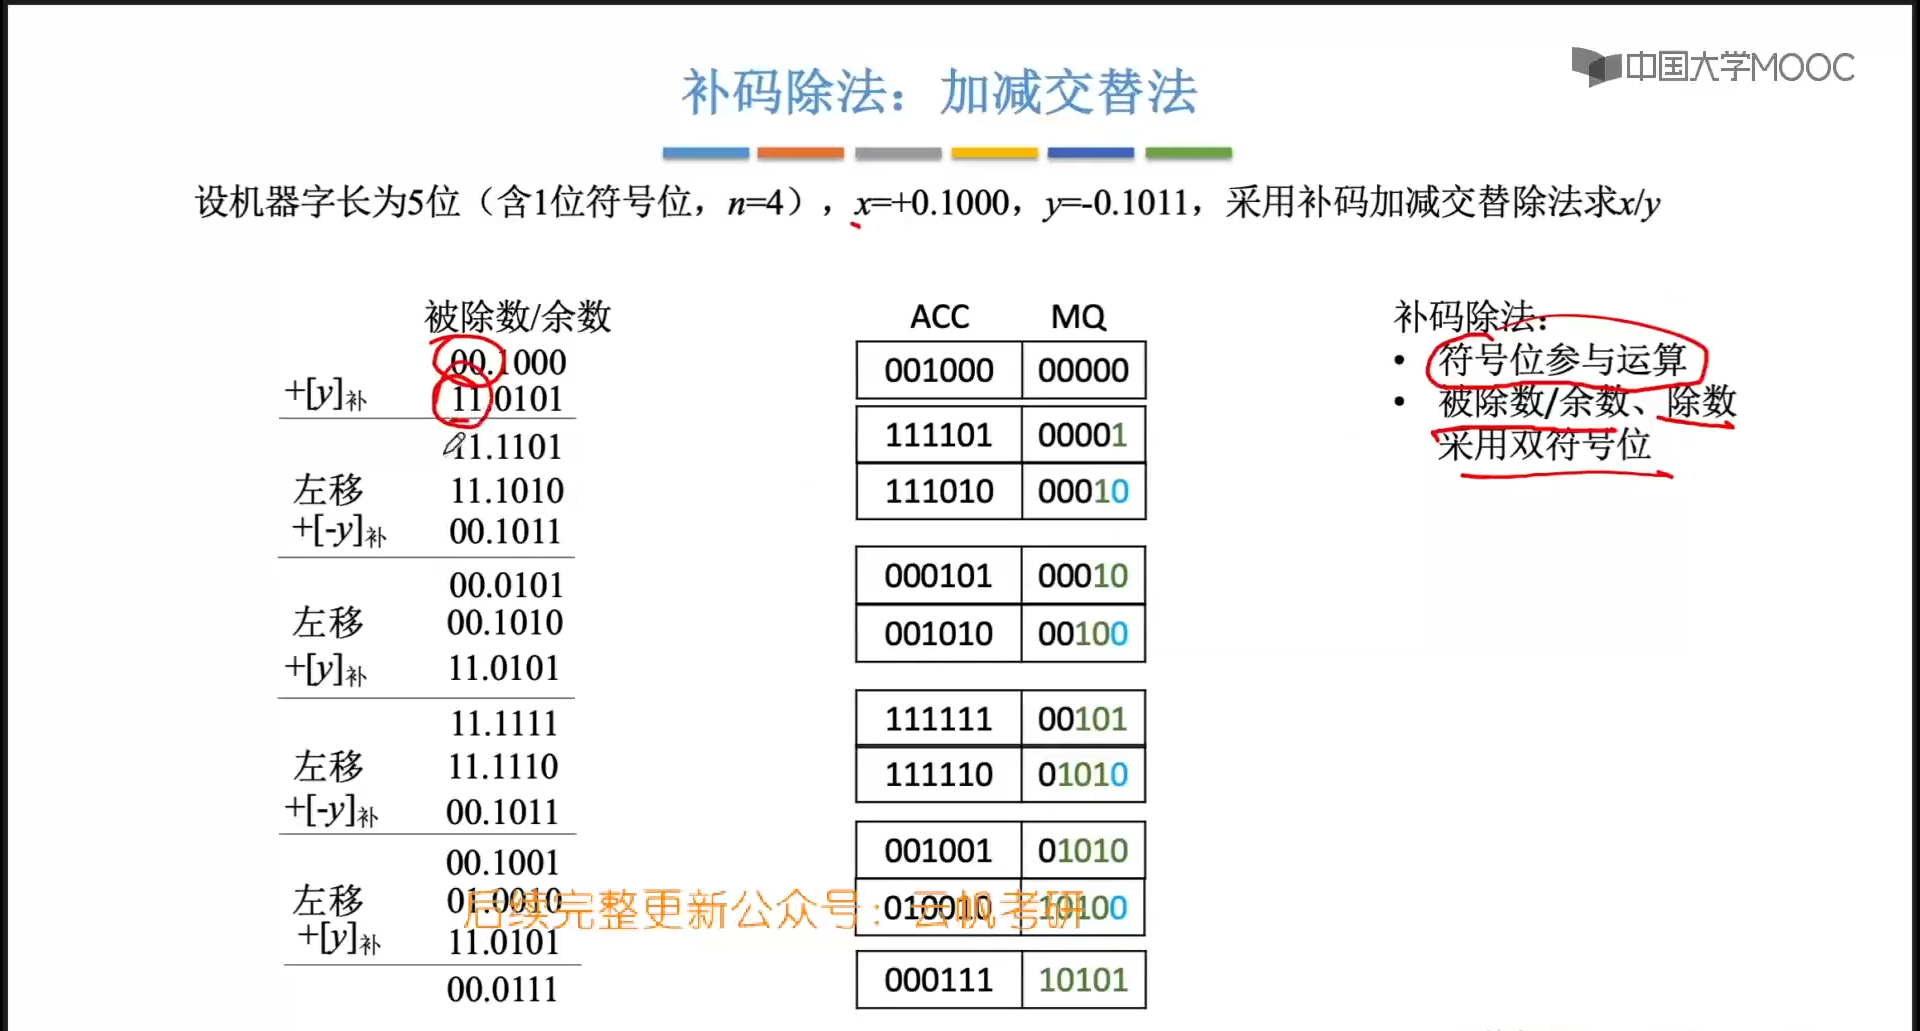 中国大学MOOC
补码除法：加减交替法
设机器字长为5位（含1位符号位，n=4），x=+0.1000，y=-0.1011，采用补码加减交替除法求x/y
被除数/余数
00.1000
+[y]补 11.0101
11.1101
左移 11.1010
+[-y]补 00.1011
00.0101
左移 00.1010
+[y]补 11.0101
11.1111
左移 11.1110
+[-y]补 00.1011
00.1001
左移 01.0010
+[y]补 11.0101
00.0111
ACC MQ
001000 00000
111101 00001
111010 00010
000101 00010
001010 00100
111111 00101
111110 01010
001001 01010
010010 10100
000111 10101
补码除法：
• 符号位参与运算
• 被除数/余数、除数
采用双符号位
后续完整更新公众号：云帆考研